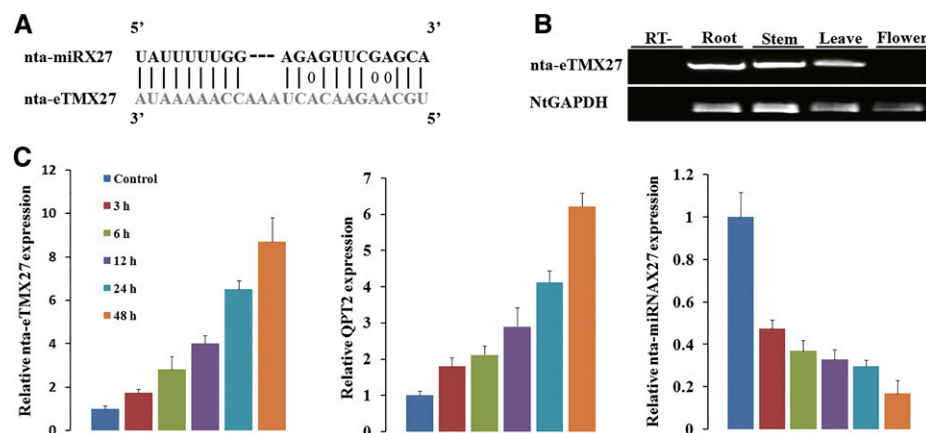 A
5’ 3’
nta-miRX27 UAUUUUUGG---AGAGUUCGAGCA
nta-eTMX27 AUAAAAACCAAAUCACAAGAACGU
3’ 5’
B
RT- Root Stem Leave Flower
nta-eTMX27
NtGAPDH
C
Relative nta-eTMX27 expression
12
10
8
6
4
2
0
Control
3 h
6 h
12 h
24 h
48 h
Relative QPT2 expression
7
6
5
4
3
2
1
0
Relative nta-miRNAX27 expression
1.2
1
0.8
0.6
0.4
0.2
0